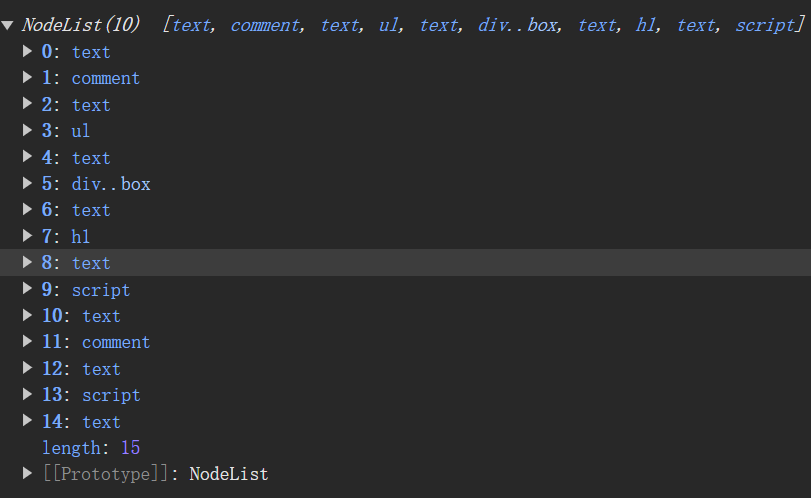 NodeList(10) [text, comment, text, ul, text, div..box, text, h1, text, script]
0: text
1: comment
2: text
3: ul
4: text
5: div..box
6: text
7: h1
8: text
9: script
10: text
11: comment
12: text
13: script
14: text
length: 15
[[Prototype]]: NodeList